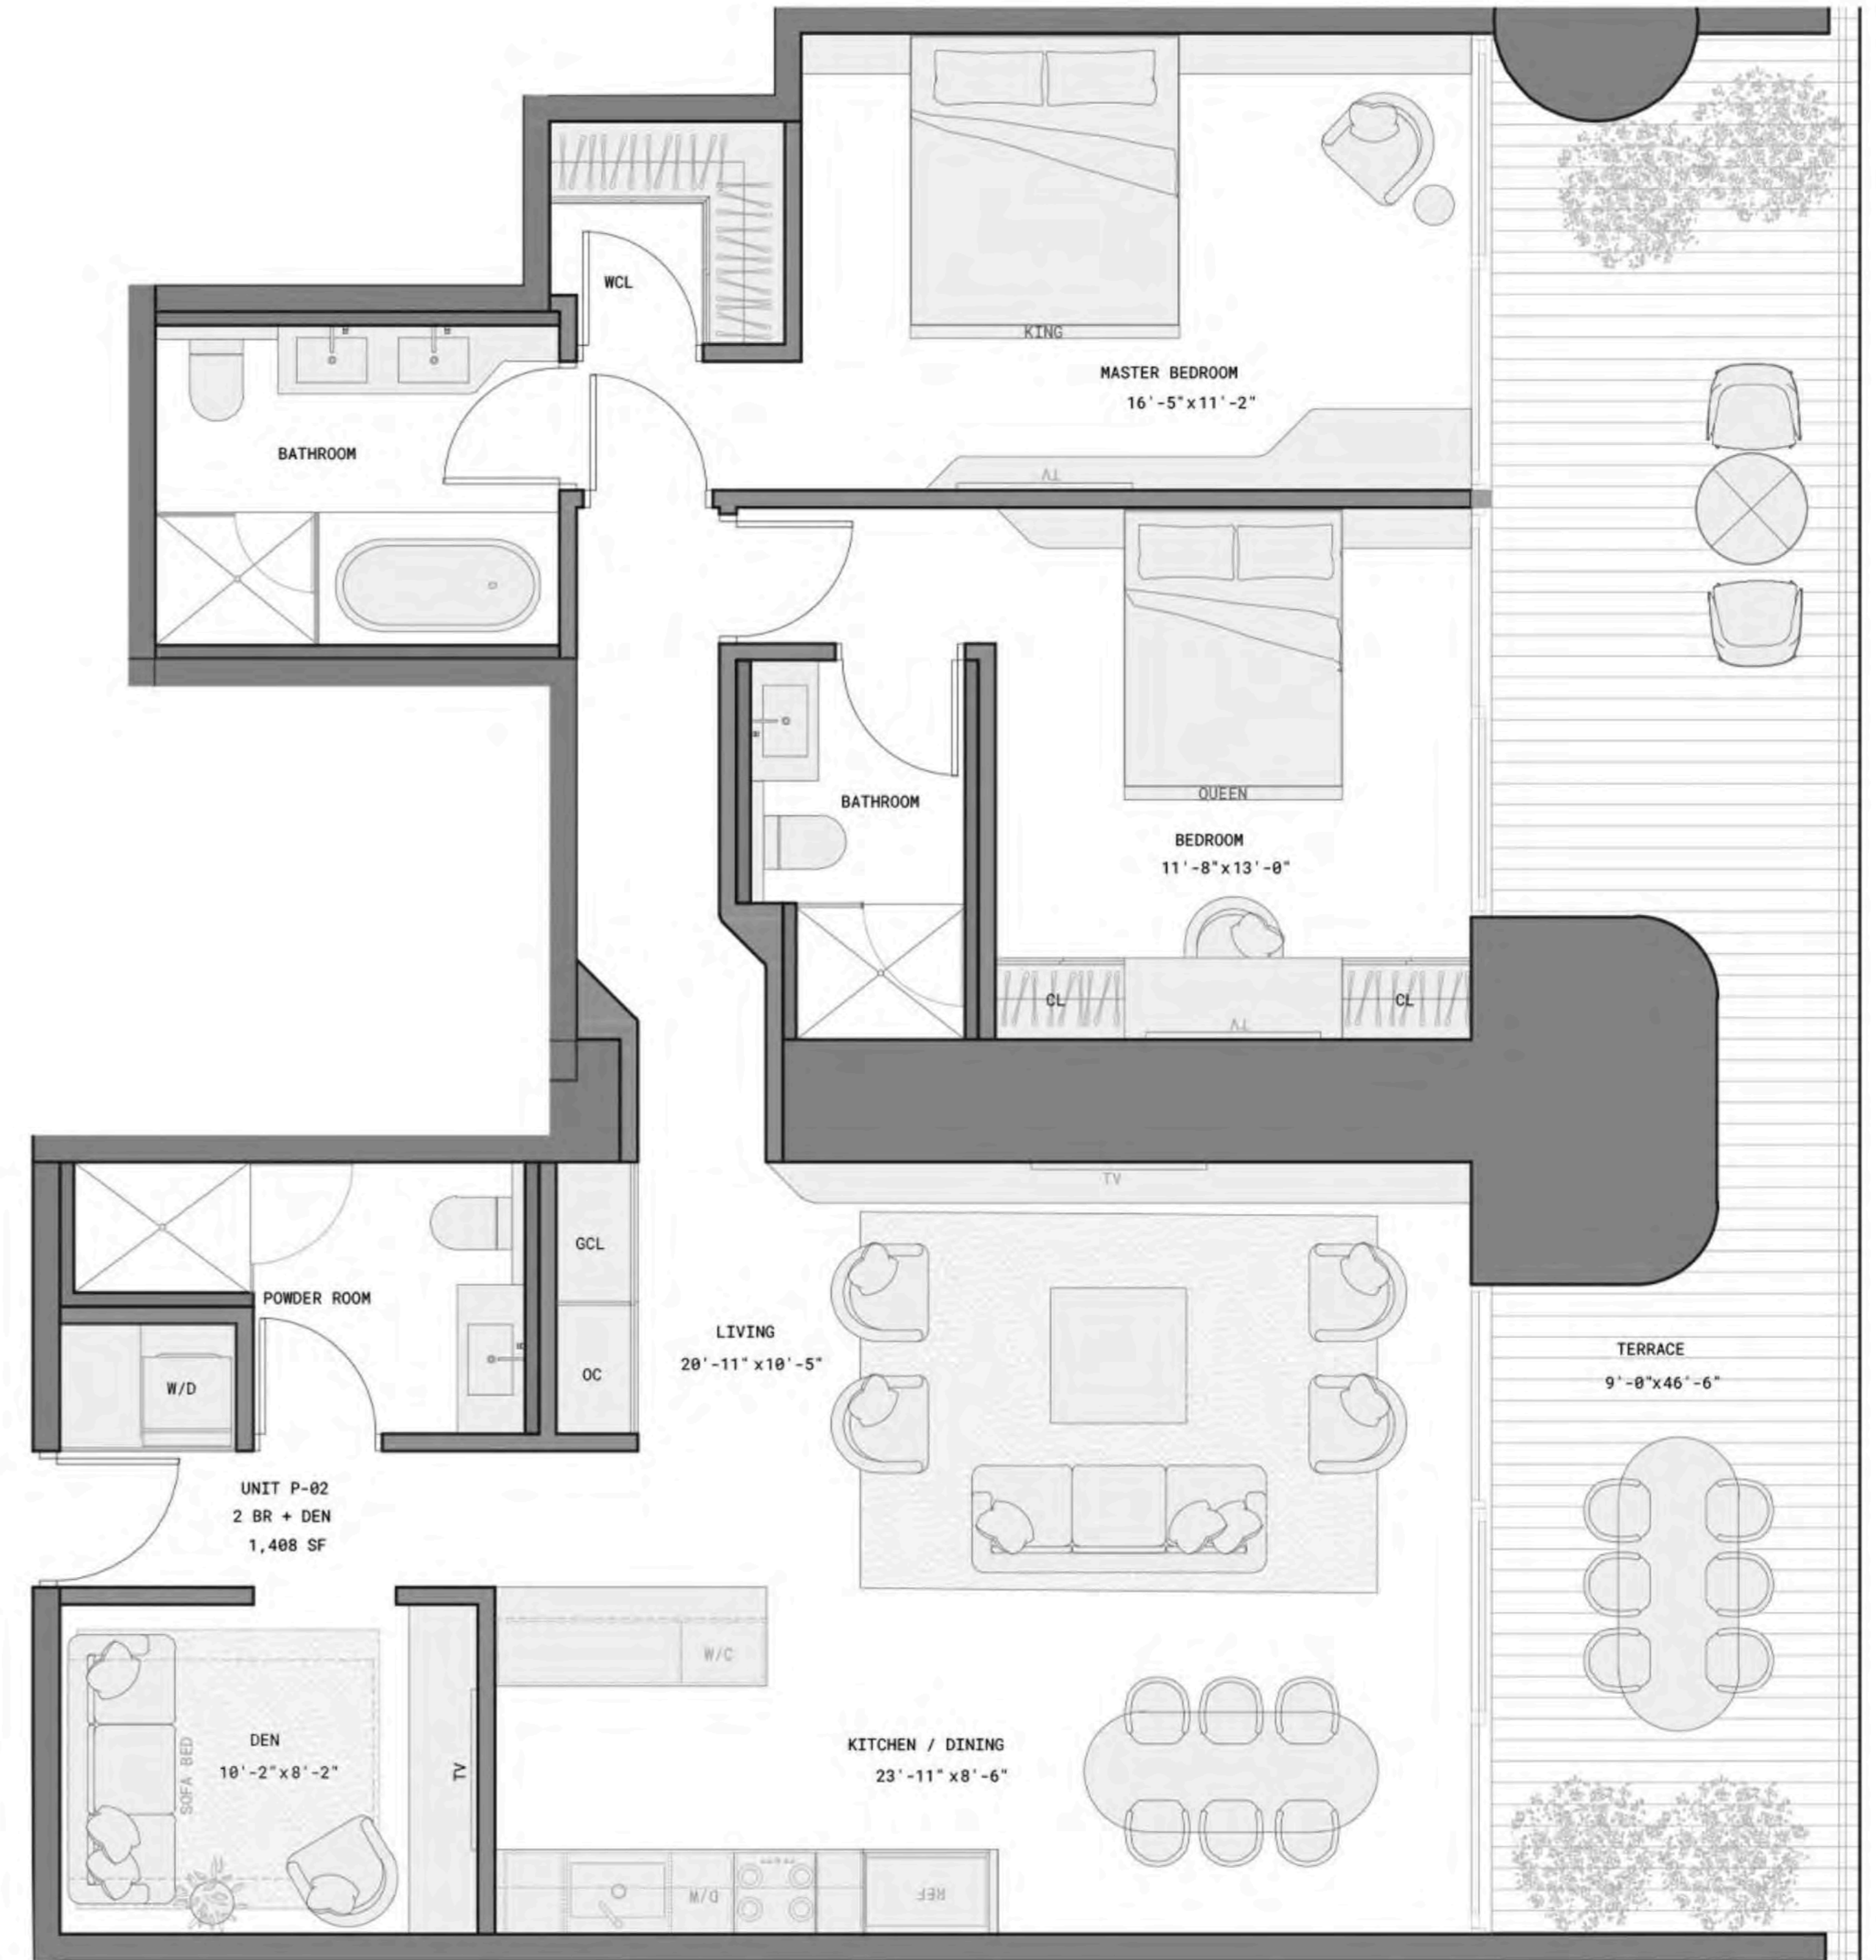 WCL
KING
MASTER BEDROOM
16'-5"x11'-2"
BATHROOM
TV
BATHROOM
QUEEN
BEDROOM
11'-8"x13'-0"
CL
CL
TV
TV
GCL
POWDER ROOM
LIVING
20'-11"x10'-5"
TERRACE
9'-0"x46'-6"
W/D
OC
UNIT P-02
2 BR + DEN
1,408 SF
W/C
DEN
10'-2"x8'-2"
SOFA BED
TV
KITCHEN / DINING
23'-11"x8'-6"
D/W
REF